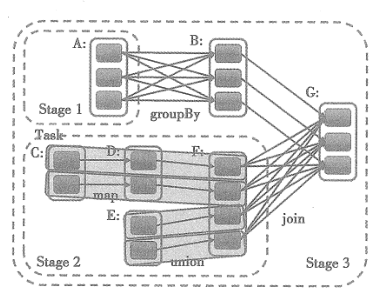 A:
B:
G:
Stage 1
groupBy
Task
C:
D:
F:
map
E:
join
Stage 2
union
Stage 3